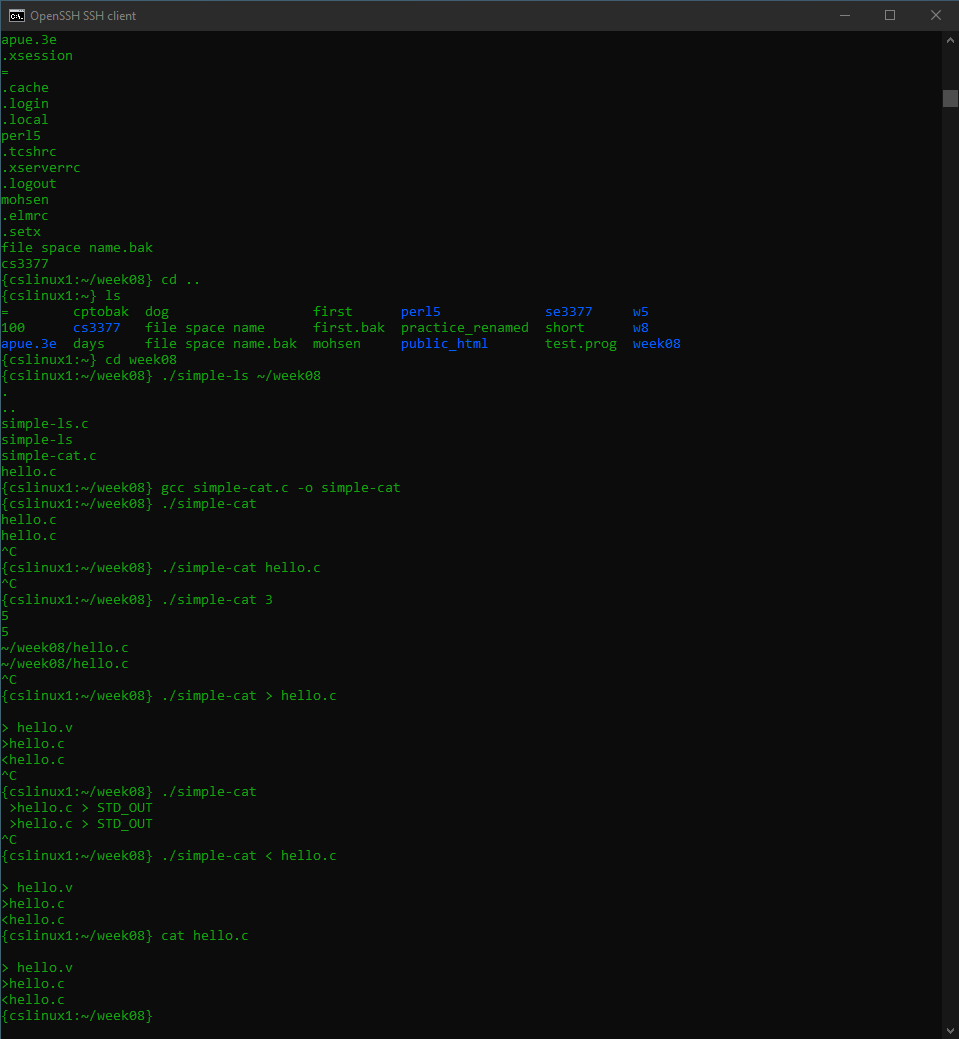 OpenSSH SSH client
apue.3e
.xsession
=
.cache
.login
.local
perl5
.tcshrc
.xserverrc
.logout
mohsen
.elmrc
.setx
file space name.bak
cs3377
{cslinux1:~/week08} cd ..
{cslinux1:~} ls
=        cptobak  dog                  first      perl5             se3377     w5
100      cs3377   file space name      first.bak  practice_renamed  short      w8
apue.3e  days     file space name.bak  mohsen     public_html       test.prog  week08
{cslinux1:~} cd week08
{cslinux1:~/week08} ./simple-ls ~/week08
.
..
simple-ls.c
simple-ls
simple-cat.c
hello.c
{cslinux1:~/week08} gcc simple-cat.c -o simple-cat
{cslinux1:~/week08} ./simple-cat
hello.c
hello.c
^C
{cslinux1:~/week08} ./simple-cat hello.c
^C
{cslinux1:~/week08} ./simple-cat 3
5
5
~/week08/hello.c
~/week08/hello.c
^C
{cslinux1:~/week08} ./simple-cat > hello.c

> hello.v
>hello.c
<hello.c
^C
{cslinux1:~/week08} ./simple-cat
 >hello.c > STD_OUT
 >hello.c > STD_OUT
^C
{cslinux1:~/week08} ./simple-cat < hello.c

> hello.v
>hello.c
<hello.c
{cslinux1:~/week08} cat hello.c

> hello.v
>hello.c
<hello.c
{cslinux1:~/week08}